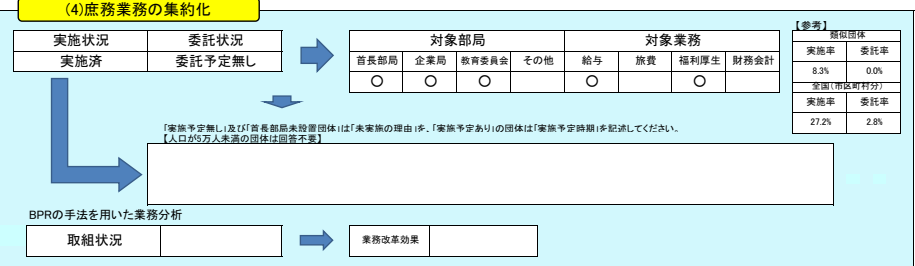 (4)庶務業務の集約化
【参考】
実施状況 委託状況
実施済 委託予定無し
対象部局 対象業務
首長部局 企業局 教育委員会 その他 給与 旅費 福利厚生 財務会計
○ ○ ○ ○ ○
類似団体
実施率 委託率
8.3% 0.0%
全国(市区町村分)
実施率 委託率
27.2% 2.8%
「実施予定無し」及び「首長部局未設置団体」は「未実施の理由」を、「実施予定あり」の団体は「実施予定時期」を記述してください。
【人口が5万人未満の団体は回答不要】
BPRの手法を用いた業務分析
取組状況
業務改革効果